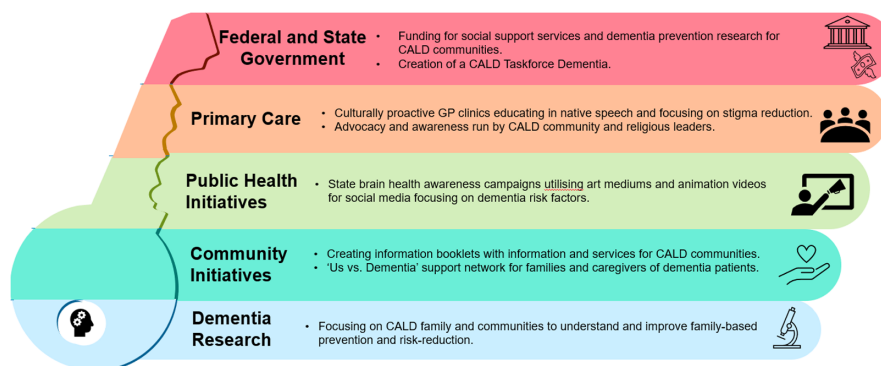 Federal and State
Government
• Funding for social support services and dementia prevention research for
CALD communities.
• Creation of a CALD Taskforce Dementia.
Primary Care
• Culturally proactive GP clinics educating in native speech and focusing on stigma reduction.
• Advocacy and awareness run by CALD community and religious leaders.
Public Health
Initiatives
• State brain health awareness campaigns utilising art mediums and animation videos
for social media focusing on dementia risk factors.
Community
Initiatives
• Creating information booklets with information and services for CALD communities.
• ‘Us vs. Dementia’ support network for families and caregivers of dementia patients.
Dementia
Research
• Focusing on CALD family and communities to understand and improve family-based
prevention and risk-reduction.